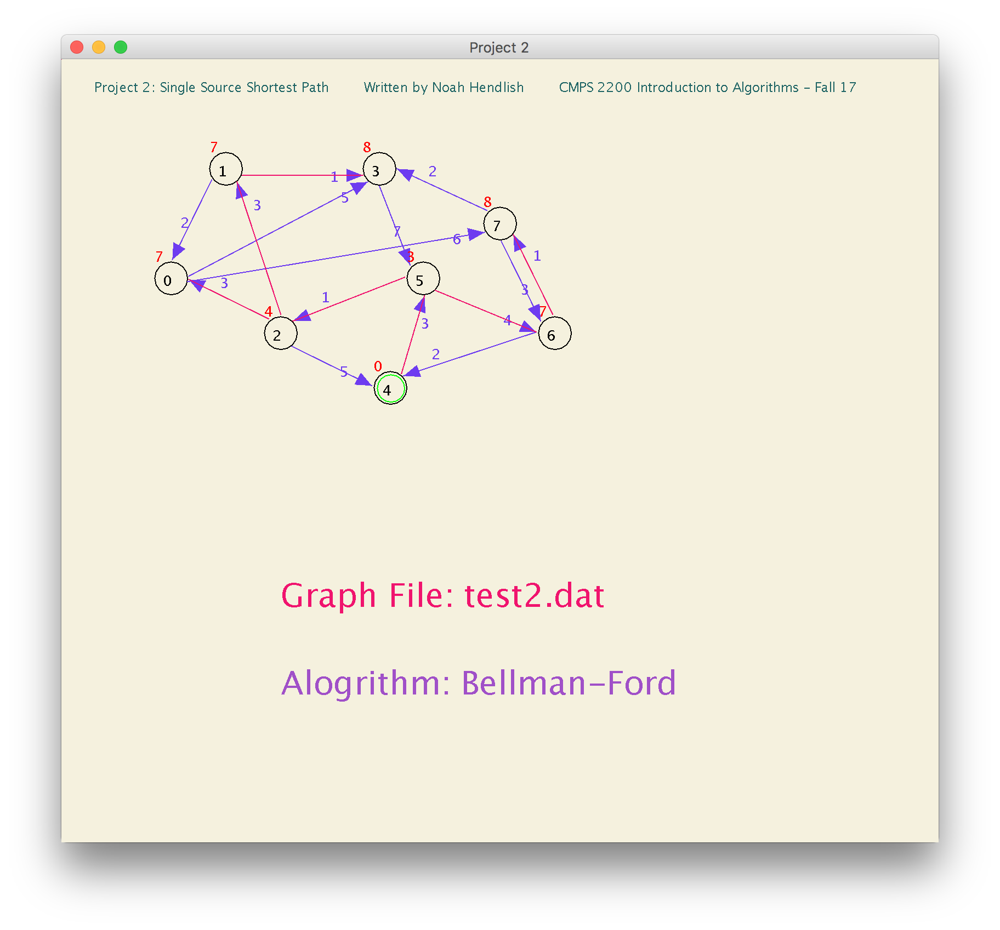 Project 2
Project 2: Single Source Shortest Path Written by Noah Hendlish CMPS 2200 Introduction to Algorithms - Fall 17
7 8
1 3
1 2
5
3 8
2 7
7 6
7 3 1
0 3 5
1 3
4 4 7
2 3 6
2
5 0
4
Graph File: test2.dat
Alogrithm: Bellman-Ford